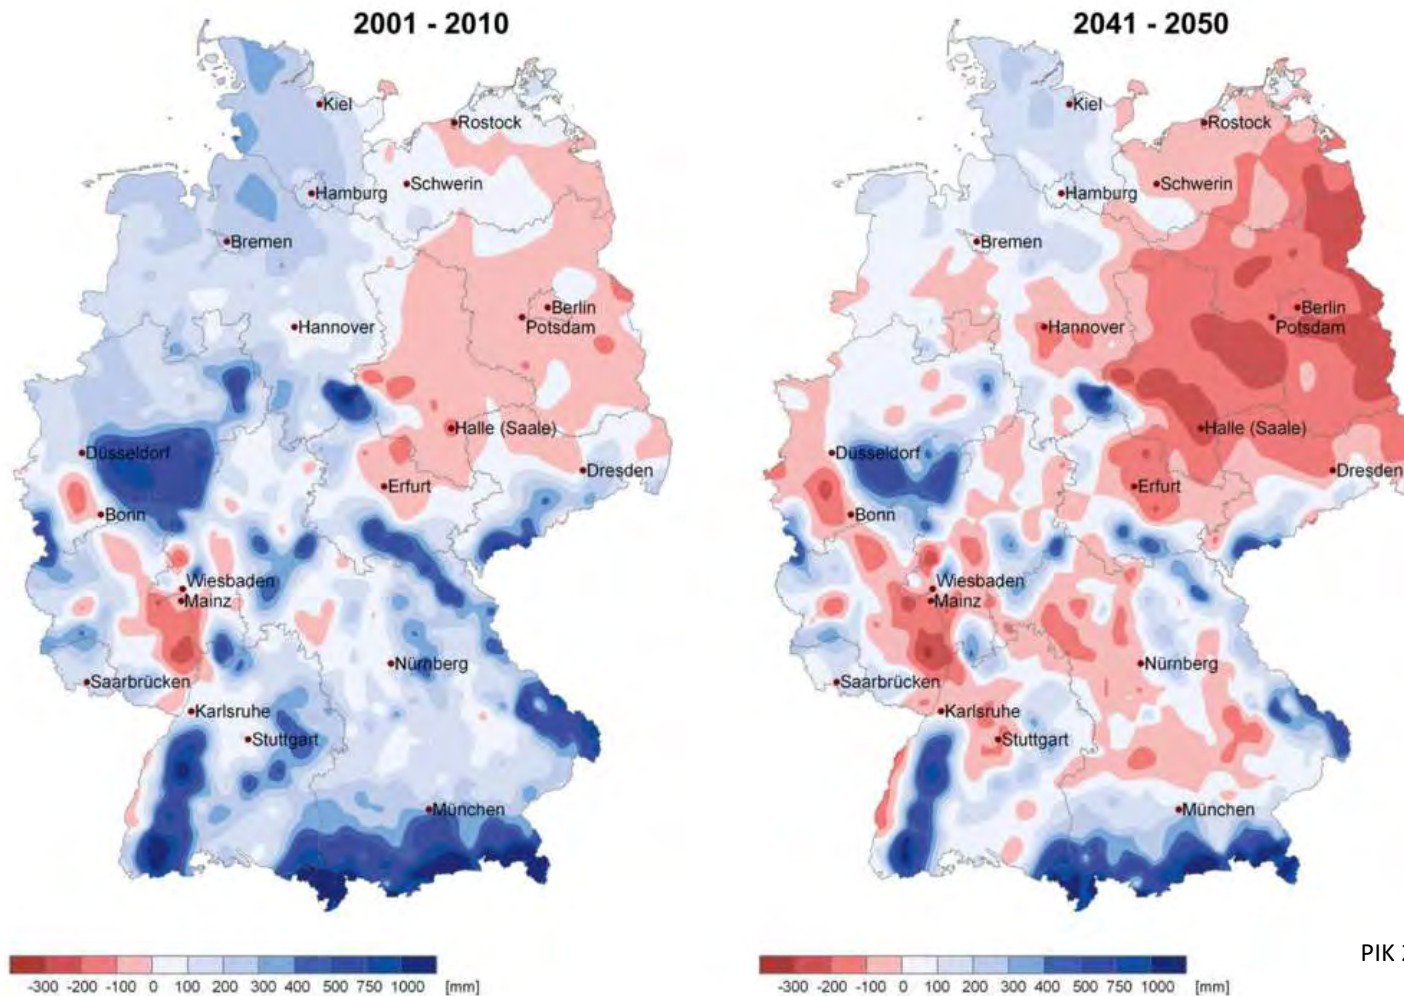 2001 - 2010
Kiel
Rostock
Hamburg
Schwerin
Bremen
Berlin
Hannover
Potsdam
Halle (Saale)
Düsseldorf
Dresden
Erfurt
Bonn
Wiesbaden
Mainz
Nürnberg
Saarbrücken
Karlsruhe
Stuttgart
München
-300 -200 -100 0 100 200 300 400 500 750 1000 [mm]
2041 - 2050
Kiel
Rostock
Hamburg
Schwerin
Bremen
Berlin
Hannover
Potsdam
Halle (Saale)
Düsseldorf
Dresden
Erfurt
Bonn
Wiesbaden
Mainz
Nürnberg
Saarbrücken
Karlsruhe
Stuttgart
München
-300 -200 -100 0 100 200 300 400 500 750 1000 [mm]
PIK